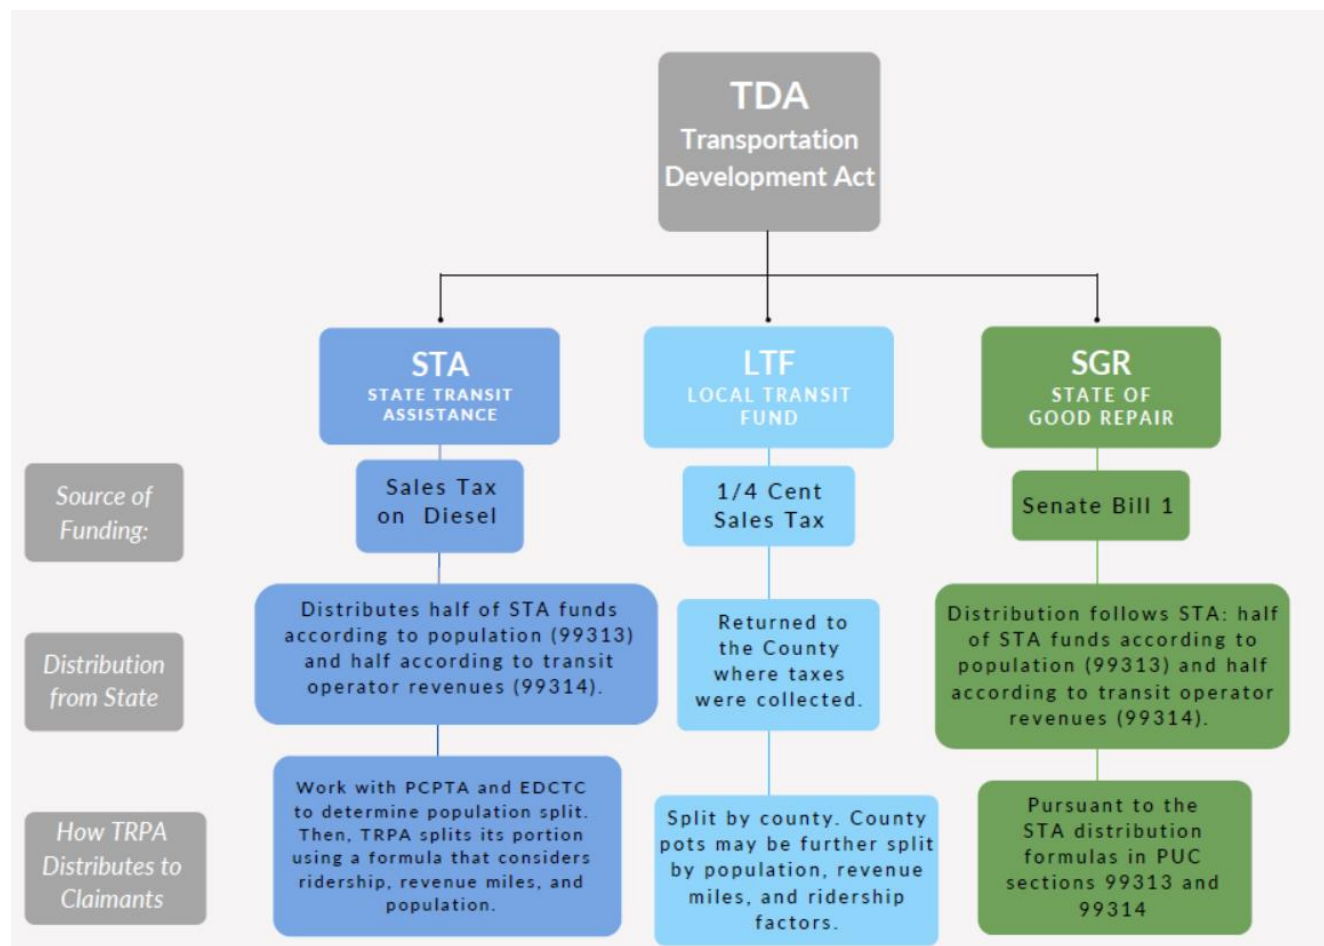 TDA
Transportation
Development Act
STA
STATE TRANSIT
ASSISTANCE
LTF
LOCAL TRANSIT
FUND
SGR
STATE OF
GOOD REPAIR
Source of
Funding:
Sales Tax
on Diesel
1/4 Cent
Sales Tax
Senate Bill 1
Distribution
from State
Distributes half of STA funds
according to population (99313)
and half according to transit
operator revenues (99314).
Returned to
the County
where taxes
were collected.
Distribution follows STA: half
of STA funds according to
population (99313) and half
according to transit operator
revenues (99314).
How TRPA
Distributes to
Claimants
Work with PCPTA and EDCTC
to determine population split.
Then, TRPA splits its portion
using a formula that considers
ridership, revenue miles, and
population.
Split by county. County
pots may be further split
by population, revenue
miles, and ridership
factors.
Pursuant to the
STA distribution
formulas in PUC
sections 99313 and
99314